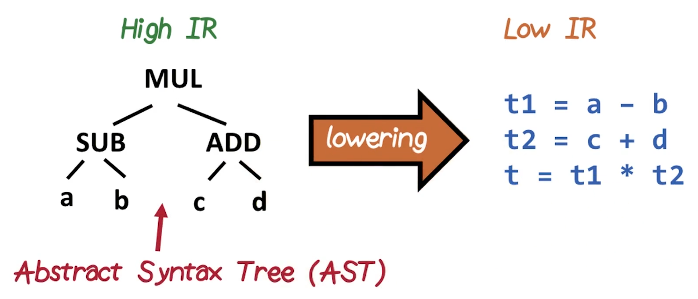 High IR
Low IR
MUL
SUB ADD
a b c d
lowering
t1 = a - b
t2 = c + d
t = t1 * t2
Abstract Syntax Tree (AST)